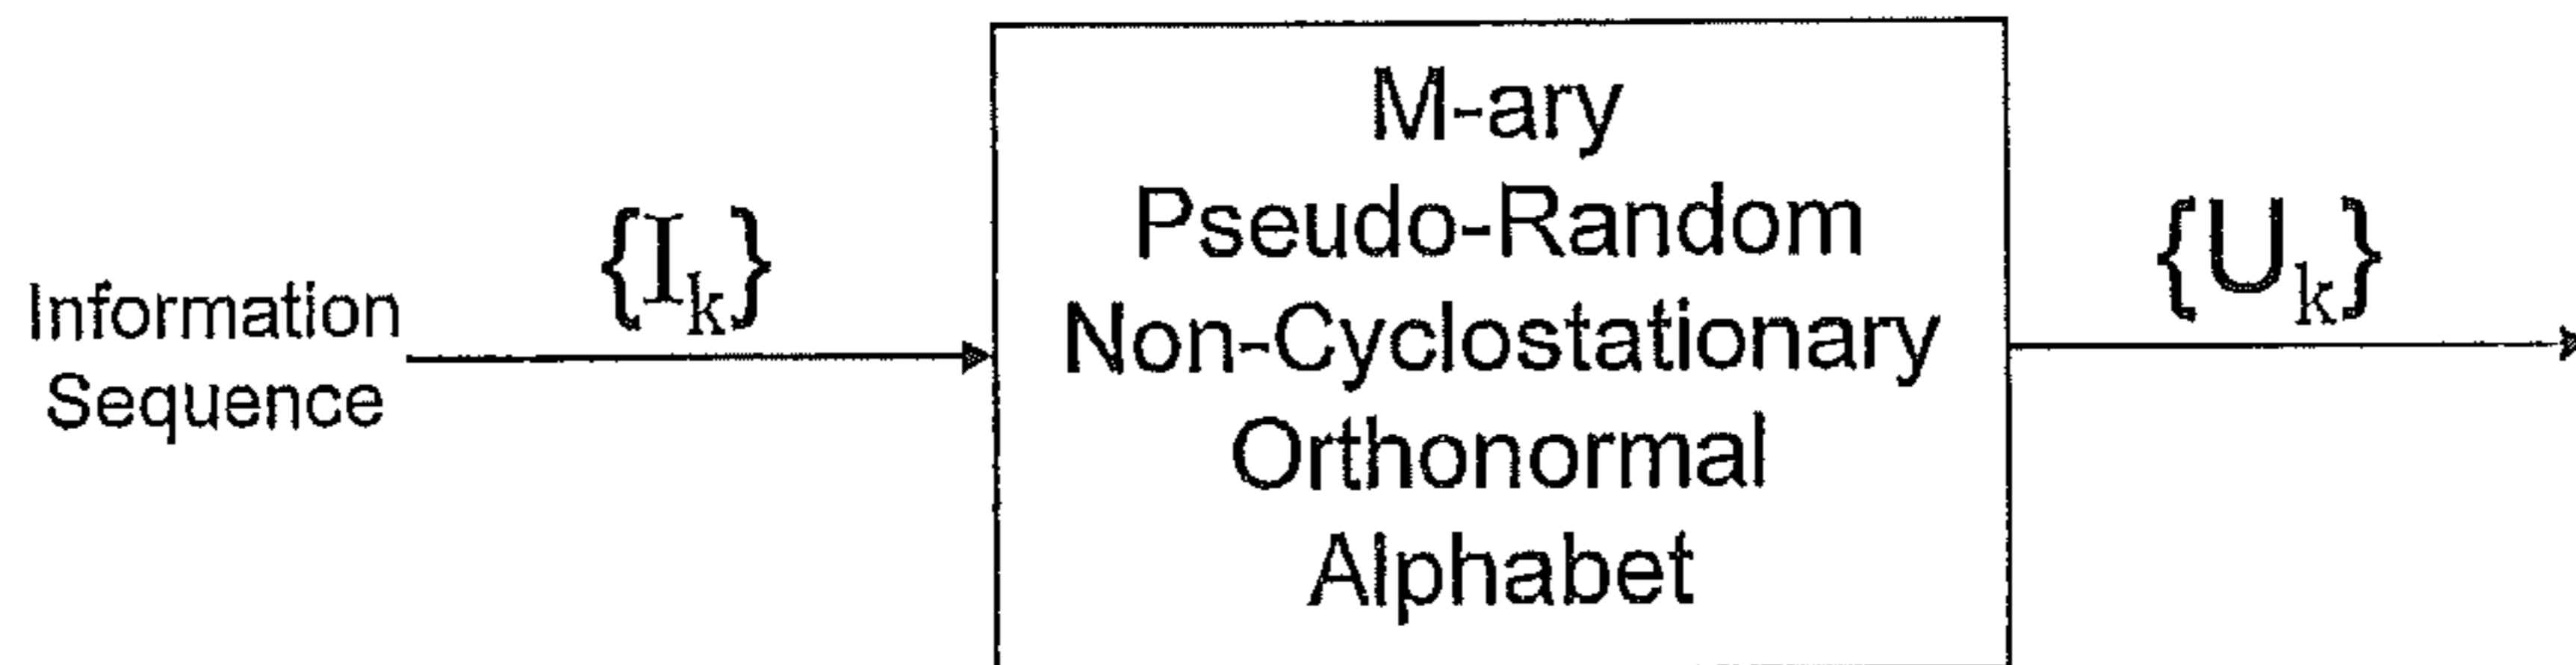 Information
Sequence
{I_k}
M-ary
Pseudo-Random
Non-Cyclostationary
Orthonormal
Alphabet
{U_k}